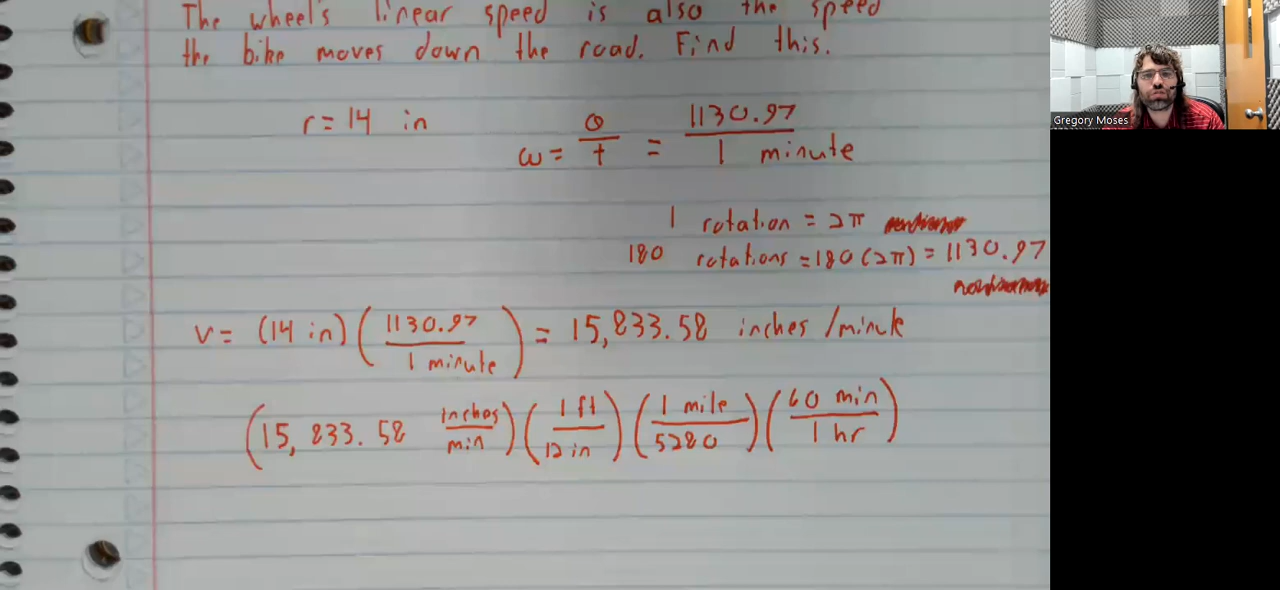 The wheel's linear speed is also the speed
the bike moves down the road. Find this.
r = 14 in
ω = θ/t = 1130.97/1 minute
1 rotation = 2π
180 rotations = 180(2π) = 1130.97
v = (14 in)(1130.97/1 minute) = 15,833.58 inches/minute
(15,833.58 inches/min)(1 ft/12 in)(1 mile/5280)(60 min/1 hr)
Gregory Moses